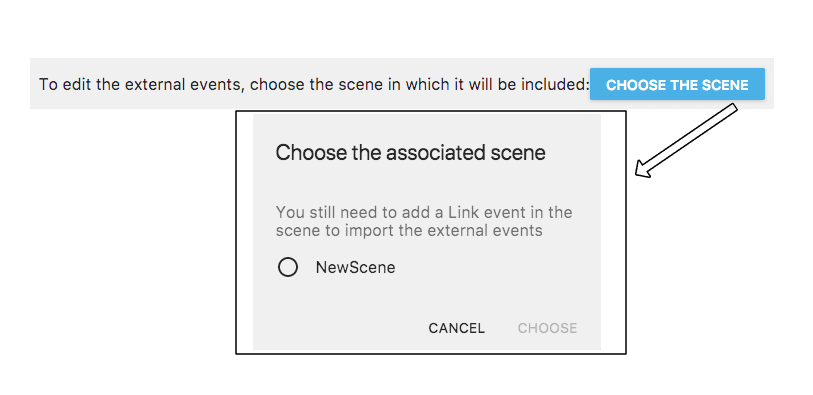 To edit the external events, choose the scene in which it will be included: CHOOSE THE SCENE
Choose the associated scene
You still need to add a Link event in the
scene to import the external events
NewScene
CANCEL CHOOSE